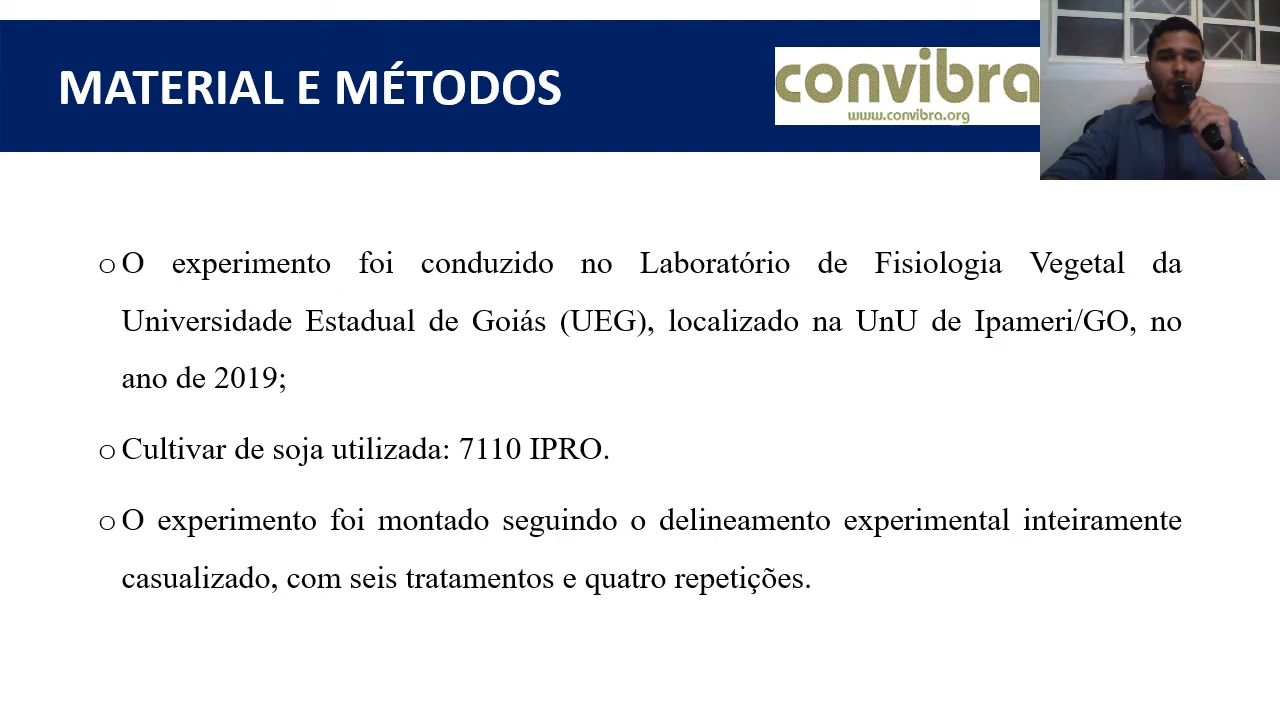 MATERIAL E MÉTODOS
convibra
www.convibra.org
o O experimento foi conduzido no Laboratório de Fisiologia Vegetal da
Universidade Estadual de Goiás (UEG), localizado na UnU de Ipameri/GO, no
ano de 2019;
o Cultivar de soja utilizada: 7110 IPRO.
o O experimento foi montado seguindo o delineamento experimental inteiramente
casualizado, com seis tratamentos e quatro repetições.